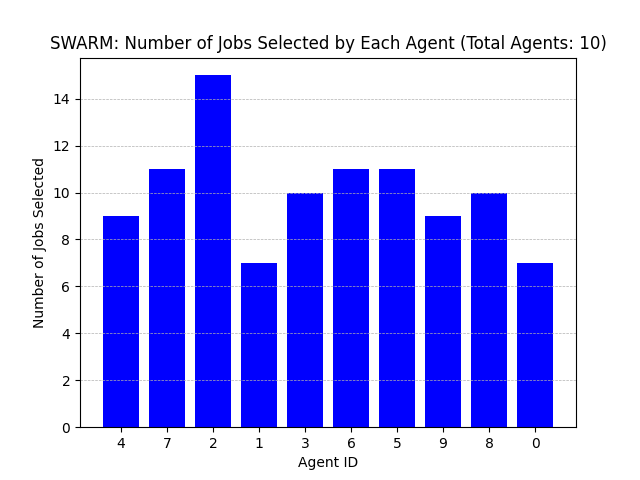 SWARM: Number of Jobs Selected by Each Agent (Total Agents: 10)
Number of Jobs Selected
14
12
10
8
6
4
2
0
4 7 2 1 3 6 5 9 8 0
Agent ID